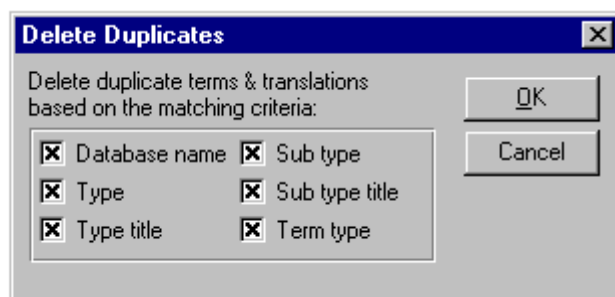 Delete Duplicates
Delete duplicate terms & translations
based on the matching criteria:
OK
Cancel
Database name Sub type
Type Sub type title
Type title Term type